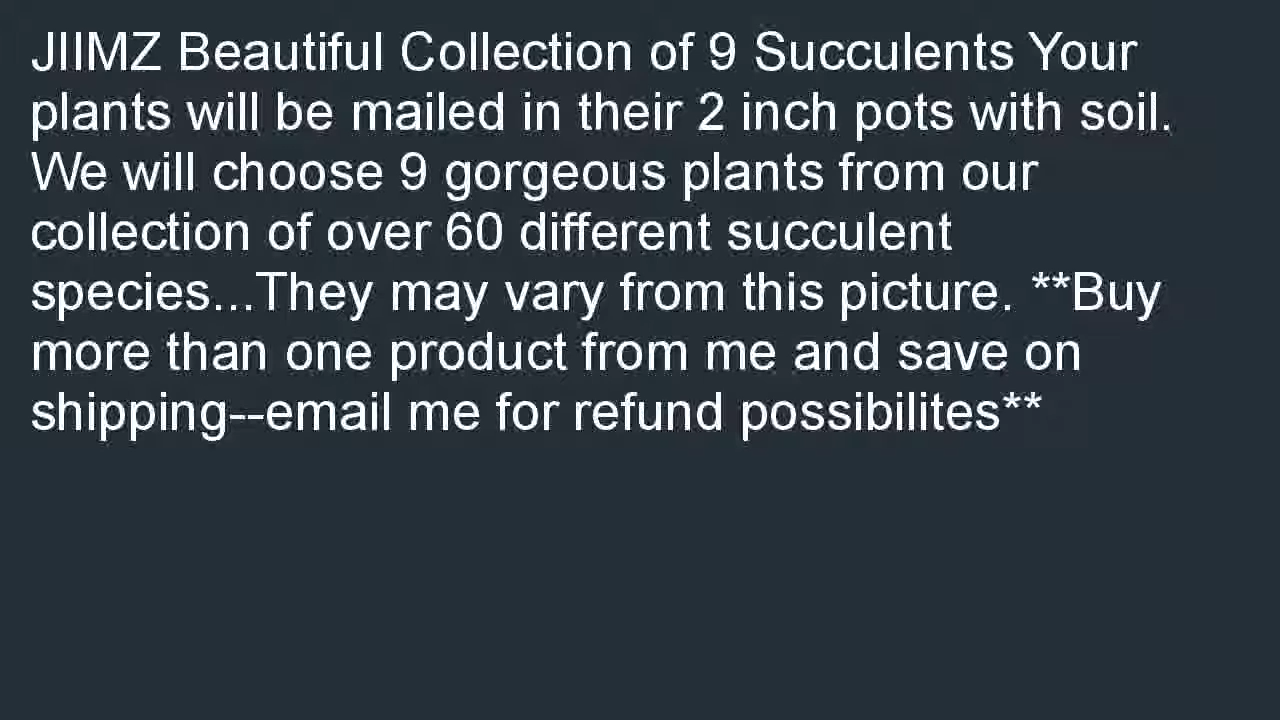 JIIMZ Beautiful Collection of 9 Succulents Your
plants will be mailed in their 2 inch pots with soil.
We will choose 9 gorgeous plants from our
collection of over 60 different succulent
species...They may vary from this picture. **Buy
more than one product from me and save on
shipping--email me for refund possibilites**